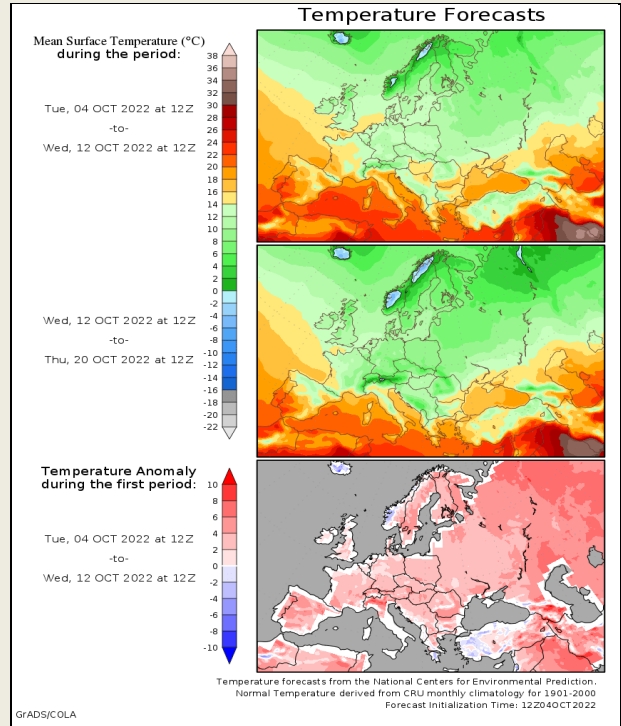 Temperature Forecasts
Mean Surface Temperature (°C)
during the period:
38
36
34
32
30
28
26
24
22
20
18
16
14
12
10
8
6
4
2
0
-2
-4
-6
-8
-10
-12
-14
-16
-18
-20
-22
Tue, 04 OCT 2022 at 12Z
-to-
Wed, 12 OCT 2022 at 12Z
Wed, 12 OCT 2022 at 12Z
-to-
Thu, 20 OCT 2022 at 12Z
Temperature Anomaly
during the first period:
10
8
6
4
2
0
-2
-4
-6
-8
-10
Tue, 04 OCT 2022 at 12Z
-to-
Wed, 12 OCT 2022 at 12Z
Temperature forecasts from the National Centers for Environmental Prediction.
Normal Temperature derived from CRU monthly climatology for 1901-2000
Forecast Initialization Time: 12Z04OCT2022
GrADS/COLA